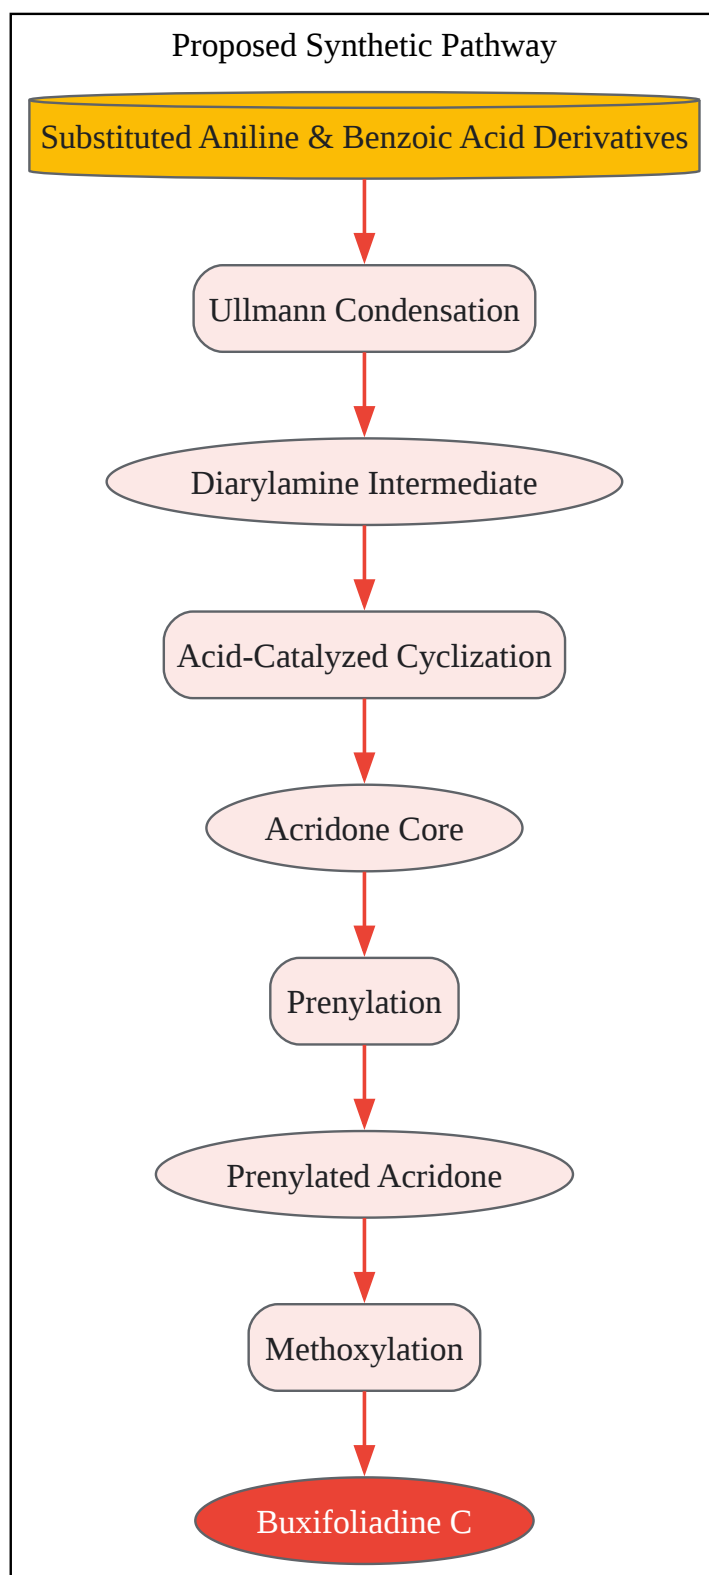 Proposed Synthetic Pathway
Substituted Aniline & Benzoic Acid Derivatives
Ullmann Condensation
Diarylamine Intermediate
Acid-Catalyzed Cyclization
Acridone Core
Prenylation
Prenylated Acridone
Methoxylation
Buxifoliadine C